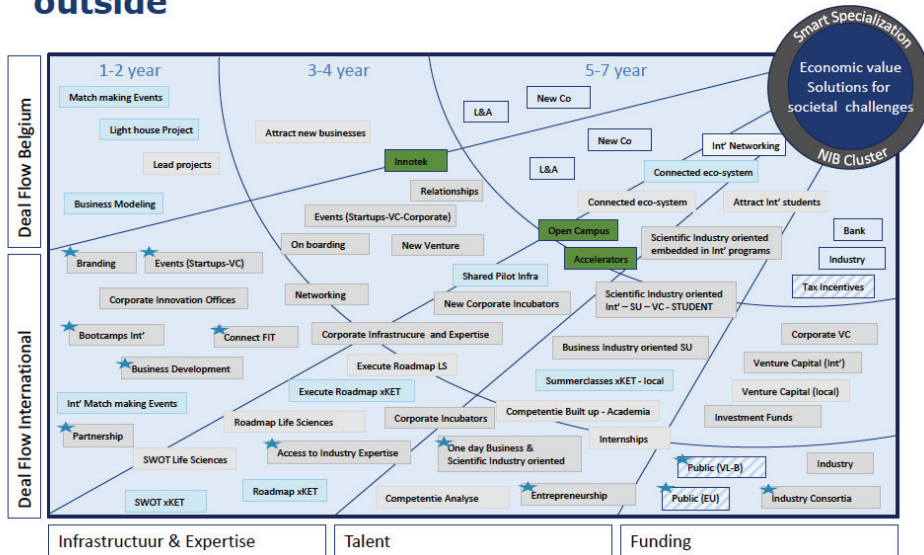 outside
Smart Specialization
Economic value
Solutions for
societal challenges
NIB Cluster
Deal Flow Belgium
Deal Flow International
1-2 year
3-4 year
5-7 year
Match making Events
New Co
L&A
Light house Project
Attract new businesses
New Co
Int' Networking
Lead projects
Innotek
L&A
Connected eco-system
Relationships
Business Modeling
Connected eco-system
Attract Int' students
Events (Startups-VC-Corporate)
Open Campus
Bank
On boarding
New Venture
Scientific Industry oriented
embedded in Int' programs
Branding
Events (Startups-VC)
Accelerators
Industry
Shared Pilot Infra
Tax Incentives
Corporate Innovation Offices
Networking
New Corporate Incubators
Scientific Industry oriented
Int' – SU – VC - STUDENT
Bootcamps Int'
Connect FIT
Corporate Infrastrucure and Expertise
Corporate VC
Business Industry oriented SU
Business Development
Execute Roadmap LS
Venture Capital (Int')
Execute Roadmap xKET
Summerclasses xKET - local
Venture Capital (local)
Int' Match making Events
Roadmap Life Sciences
Corporate Incubators
Competentie Built up - Academia
Investment Funds
Partnership
Internships
SWOT Life Sciences
Access to Industry Expertise
One day Business &
Scientific Industry oriented
Public (VL-B)
Industry
SWOT xKET
Roadmap xKET
Competentie Analyse
Entrepreneurship
Public (EU)
Industry Consortia
Infrastructuur & Expertise
Talent
Funding